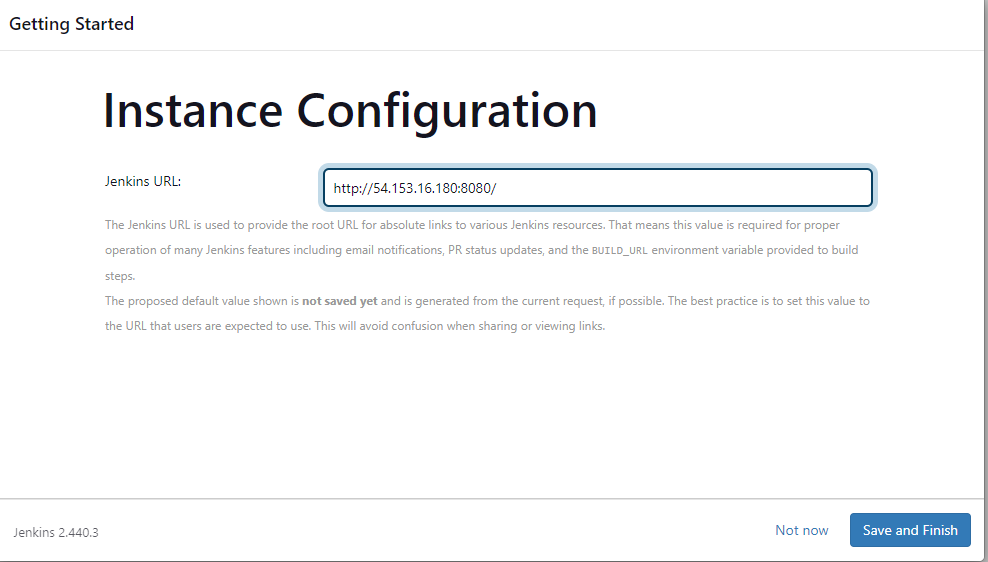 Getting Started
Instance Configuration
Jenkins URL:
http://54.153.16.180:8080/
The Jenkins URL is used to provide the root URL for absolute links to various Jenkins resources. That means this value is required for proper
operation of many Jenkins features including email notifications, PR status updates, and the BUILD_URL environment variable provided to build
steps.
The proposed default value shown is not saved yet and is generated from the current request, if possible. The best practice is to set this value to
the URL that users are expected to use. This will avoid confusion when sharing or viewing links.
Jenkins 2.440.3
Not now
Save and Finish